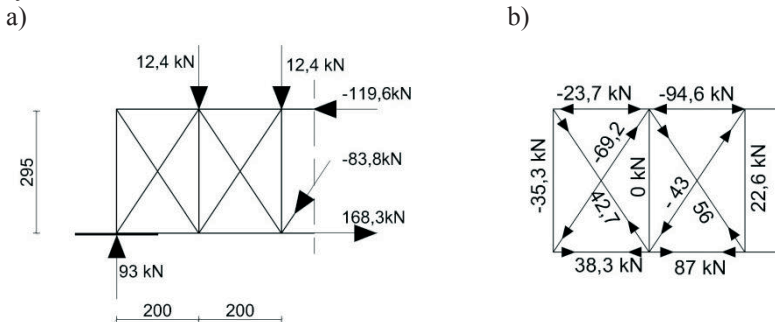 a)
b)
12,4 kN
12,4 kN
-119,6kN
-83,8kN
168,3kN
295
93 kN
200
200
-23,7 kN
-94,6 kN
-35,3 kN
-69,2
42,7
0 kN
- 43
56
22,6 kN
38,3 kN
87 kN